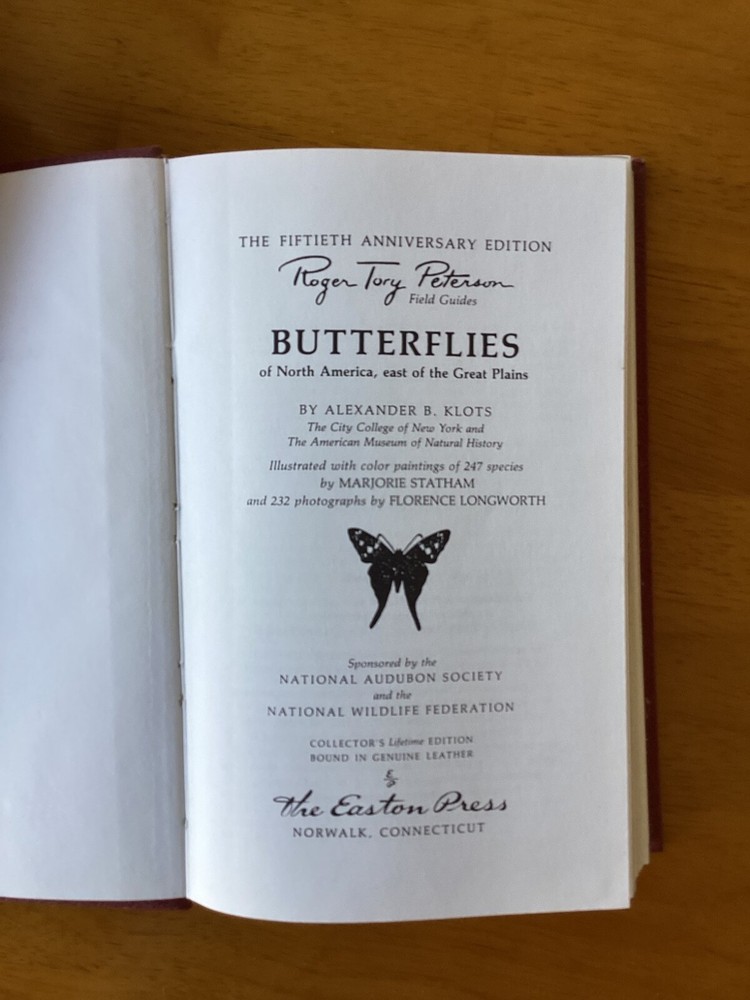 THE FIFTIETH ANNIVERSARY EDITION
Roger Tory Peterson
Field Guides
BUTTERFLIES
of North America, east of the Great Plains
BY ALEXANDER B. KLOTS
The City College of New York and
The American Museum of Natural History
Illustrated with color paintings of 247 species
by MARJORIE STATHAM
and 232 photographs by FLORENCE LONGWORTH
Sponsored by the
NATIONAL AUDUBON SOCIETY
and the
NATIONAL WILDLIFE FEDERATION
COLLECTOR'S Lifetime EDITION
BOUND IN GENUINE LEATHER
The Easton Press
NORWALK, CONNECTICUT